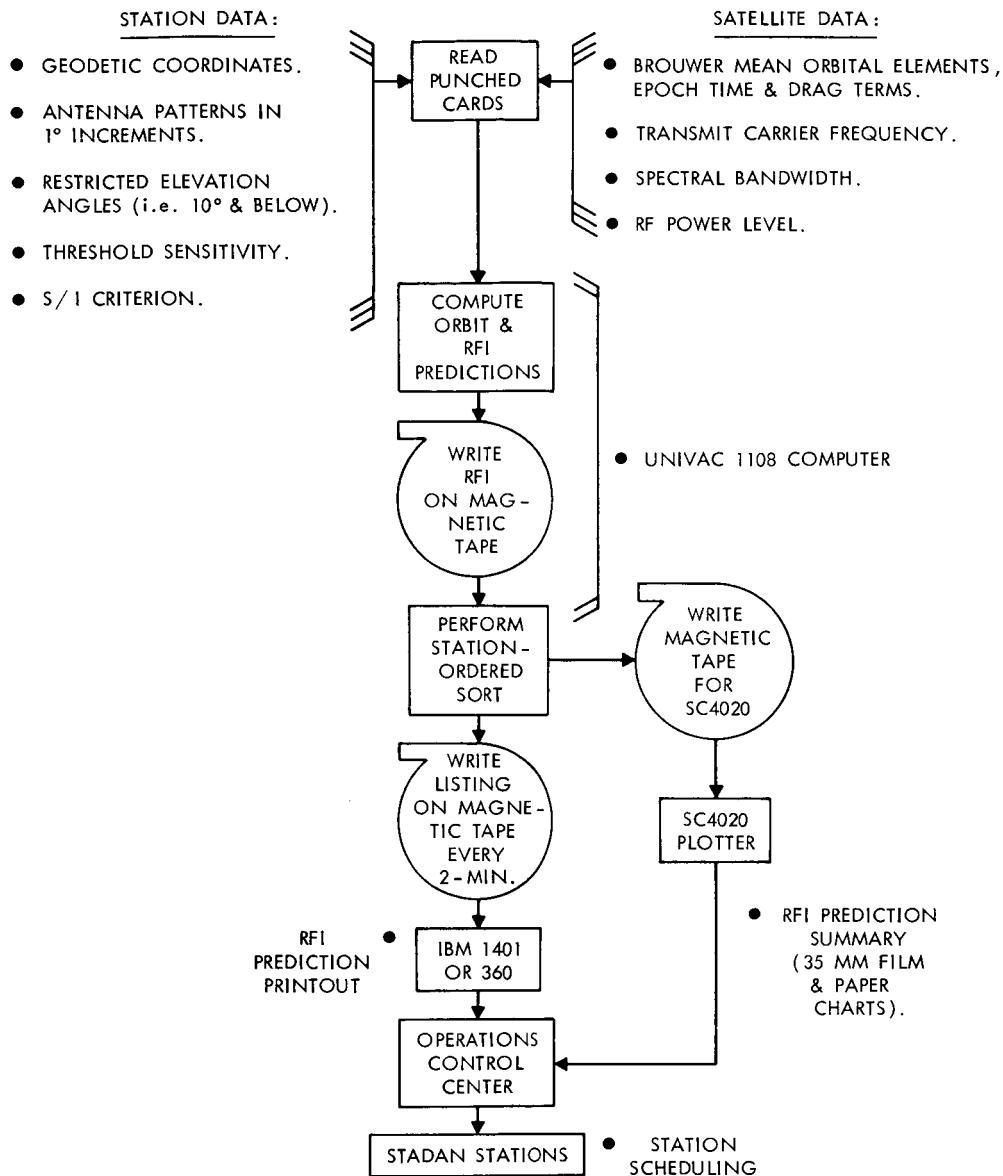 STATION DATA:
● GEODETIC COORDINATES.
● ANTENNA PATTERNS IN
1° INCREMENTS.
● RESTRICTED ELEVATION
ANGLES (i.e. 10° & BELOW).
● THRESHOLD SENSITIVITY.
● S/I CRITERION.
READ
PUNCHED
CARDS
SATELLITE DATA:
● BROUWER MEAN ORBITAL ELEMENTS,
EPOCH TIME & DRAG TERMS.
● TRANSMIT CARRIER FREQUENCY.
● SPECTRAL BANDWIDTH.
● RF POWER LEVEL.
COMPUTE
ORBIT &
RFI
PREDICTIONS
WRITE
RFI
ON MAG-
NETIC
TAPE
● UNIVAC 1108 COMPUTER
PERFORM
STATION-
ORDERED
SORT
WRITE
MAGNETIC
TAPE
FOR
SC4020
WRITE
LISTING
ON MAGNE-
TIC TAPE
EVERY
2-MIN.
SC4020
PLOTTER
RFI ●
PREDICTION
PRINTOUT
IBM 1401
OR 360
● RFI PREDICTION
SUMMARY
(35 MM FILM
& PAPER
CHARTS).
OPERATIONS
CONTROL
CENTER
STADAN STATIONS
● STATION
SCHEDULING